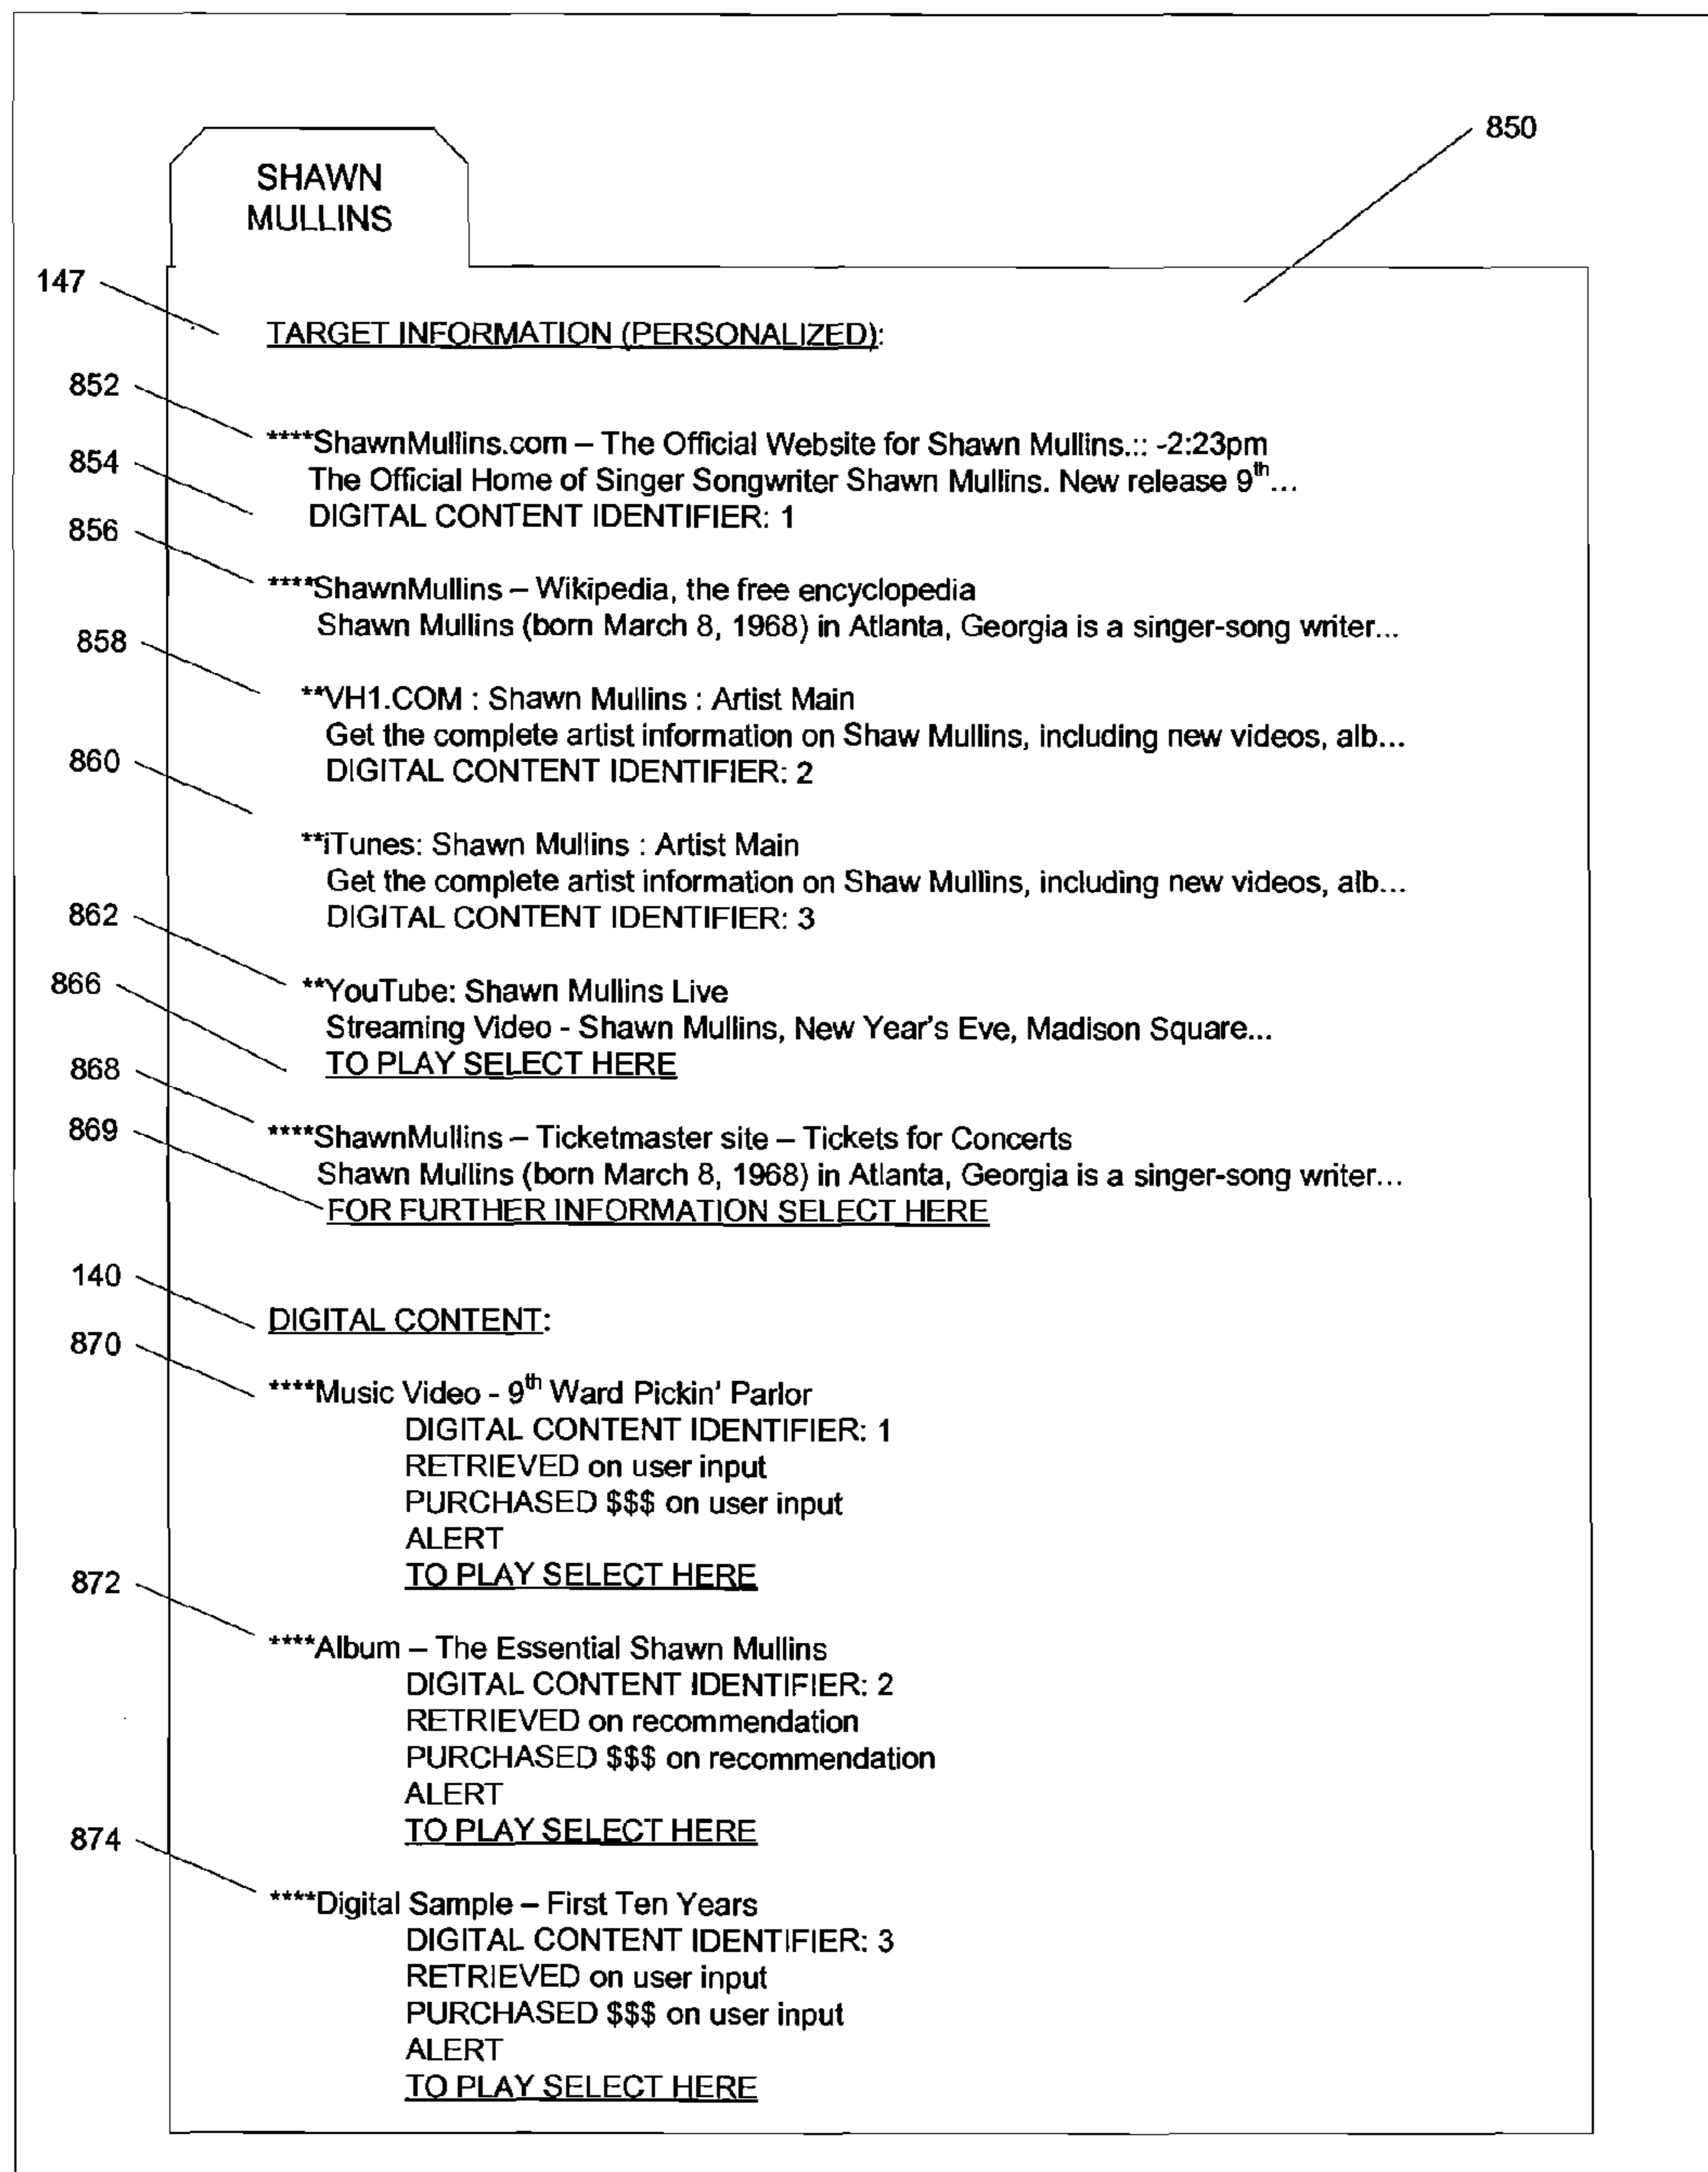 850
SHAWN
MULLINS
147
TARGET INFORMATION (PERSONALIZED):
852
****ShawnMullins.com – The Official Website for Shawn Mullins.:: -2:23pm
854
The Official Home of Singer Songwriter Shawn Mullins. New release 9th...
DIGITAL CONTENT IDENTIFIER: 1
856
****ShawnMullins – Wikipedia, the free encyclopedia
Shawn Mullins (born March 8, 1968) in Atlanta, Georgia is a singer-song writer...
858
**VH1.COM : Shawn Mullins : Artist Main
Get the complete artist information on Shaw Mullins, including new videos, alb...
860
DIGITAL CONTENT IDENTIFIER: 2
**iTunes: Shawn Mullins : Artist Main
Get the complete artist information on Shaw Mullins, including new videos, alb...
862
DIGITAL CONTENT IDENTIFIER: 3
866
**YouTube: Shawn Mullins Live
Streaming Video - Shawn Mullins, New Year's Eve, Madison Square...
868
TO PLAY SELECT HERE
869
****ShawnMullins – Ticketmaster site – Tickets for Concerts
Shawn Mullins (born March 8, 1968) in Atlanta, Georgia is a singer-song writer...
FOR FURTHER INFORMATION SELECT HERE
140
DIGITAL CONTENT:
870
****Music Video - 9th Ward Pickin' Parlor
DIGITAL CONTENT IDENTIFIER: 1
RETRIEVED on user input
PURCHASED $$$ on user input
ALERT
TO PLAY SELECT HERE
872
****Album – The Essential Shawn Mullins
DIGITAL CONTENT IDENTIFIER: 2
RETRIEVED on recommendation
PURCHASED $$$ on recommendation
ALERT
TO PLAY SELECT HERE
874
****Digital Sample – First Ten Years
DIGITAL CONTENT IDENTIFIER: 3
RETRIEVED on user input
PURCHASED $$$ on user input
ALERT
TO PLAY SELECT HERE